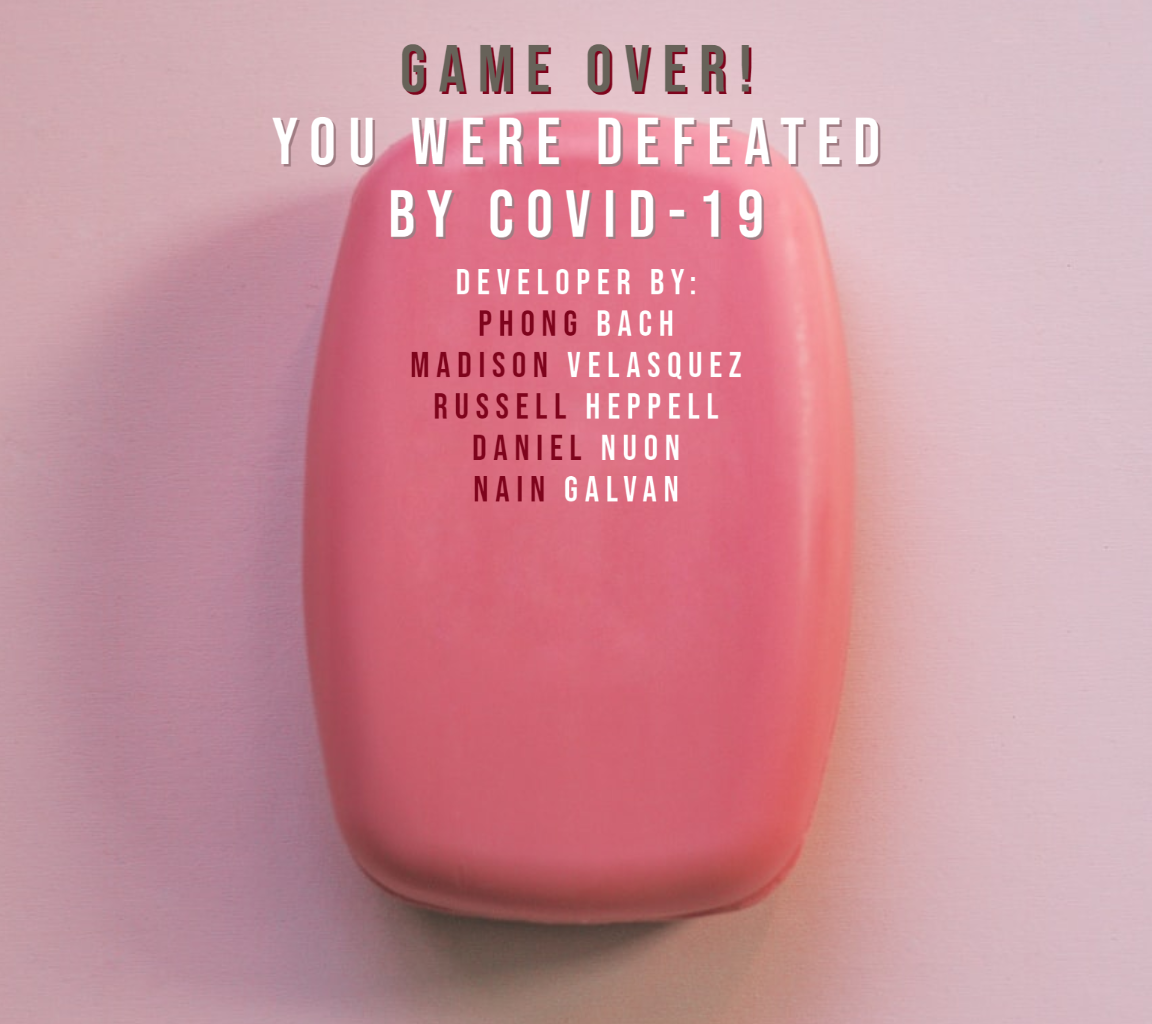 GAME OVER!
YOU WERE DEFEATED
BY COVID-19
DEVELOPER BY:
PHONG BACH
MADISON VELASQUEZ
RUSSELL HEPPELL
DANIEL NUON
NAIN GALVAN